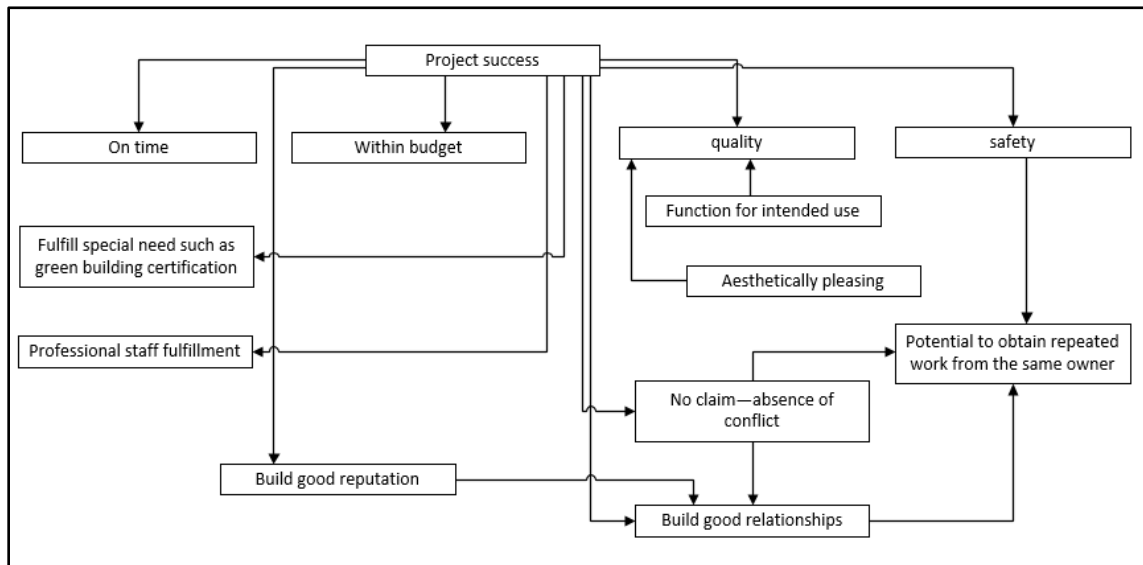 Project success
On time
Within budget
quality
safety
Function for intended use
Fulfill special need such as
green building certification
Aesthetically pleasing
Professional staff fulfillment
Potential to obtain repeated
work from the same owner
No claim—absence of
conflict
Build good reputation
Build good relationships